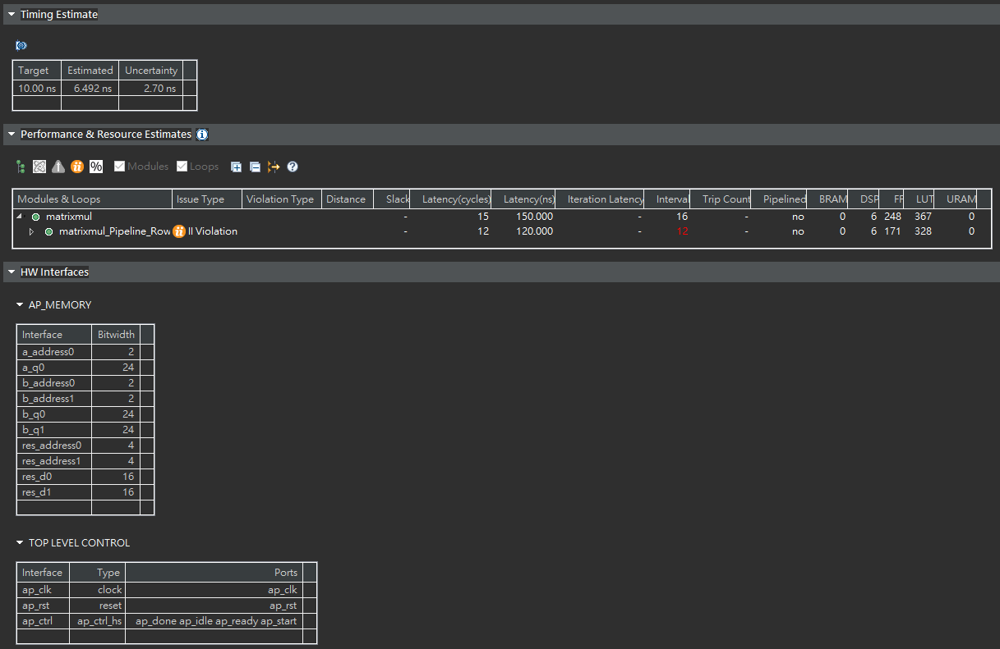 Timing Estimate
Target Estimated Uncertainty
10.00 ns 6.492 ns 2.70 ns
Performance & Resource Estimates
% Modules Loops
Modules & Loops Issue Type Violation Type Distance Slack Latency(cycles) Latency(ns) Iteration Latency Interval Trip Count Pipelined BRAM DSP FF LUT URAM
matrixmul - 15 150.000 - 16 - no 0 6 248 367 0
matrixmul_Pipeline_Row II Violation - 12 120.000 - 12 - no 0 6 171 328 0
HW Interfaces
AP_MEMORY
Interface Bitwidth
a_address0 2
a_q0 24
b_address0 2
b_address1 2
b_q0 24
b_q1 24
res_address0 4
res_address1 4
res_d0 16
res_d1 16
TOP LEVEL CONTROL
Interface Type Ports
ap_clk clock ap_clk
ap_rst reset ap_rst
ap_ctrl ap_ctrl_hs ap_done ap_idle ap_ready ap_start